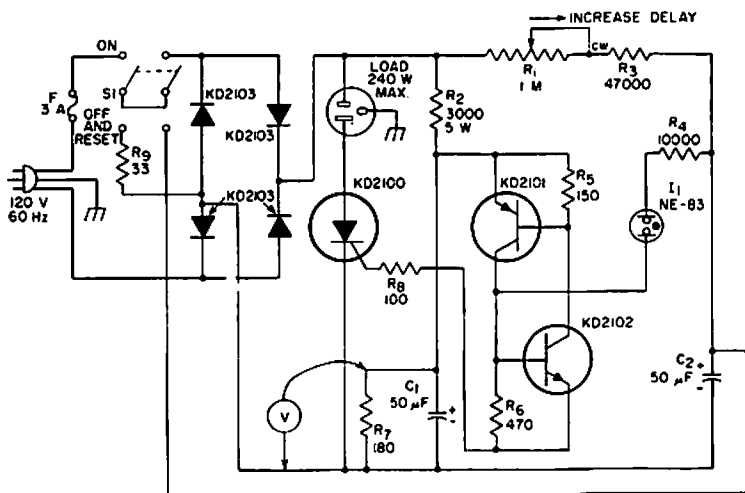 INCREASE DELAY
ON
F
3 A
S1
OFF
AND
RESET
R9
33
120 V
60 Hz
KD2103
KD2103
KD2103
LOAD
240 W
MAX.
R1
1 M
CW
R3
47000
R2
3000
5 W
R4
10000
I1
NE-83
KD2100
KD2101
R5
150
R8
100
KD2102
V
R7
180
C1
50 µF
+
-
R6
470
C2
50 µF
+
-